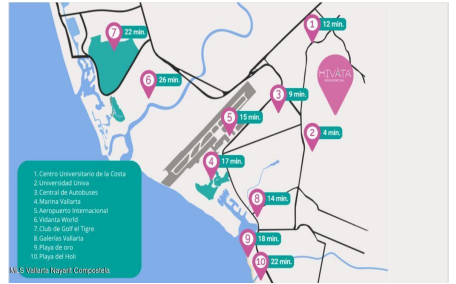 1
12 min.
7
22 min.
HIVÁTA
6
26 min.
3
9 min.
5
15 min.
2
4 min.
4
17 min.
8
14 min.
9
18 min.
10
22 min.
1.Centro Universitario de la Costa
2.Universidad Univa
3.Central de Autobuses
4.Marina Vallarta
5.Aeropuerto Internacional
6.Vidanta World
7.Club de Golf el Tigre
8.Galerías Vallarta
9.Playa de oro
10.Playa del Holi
MLS Vallarta Nayarit Compostela